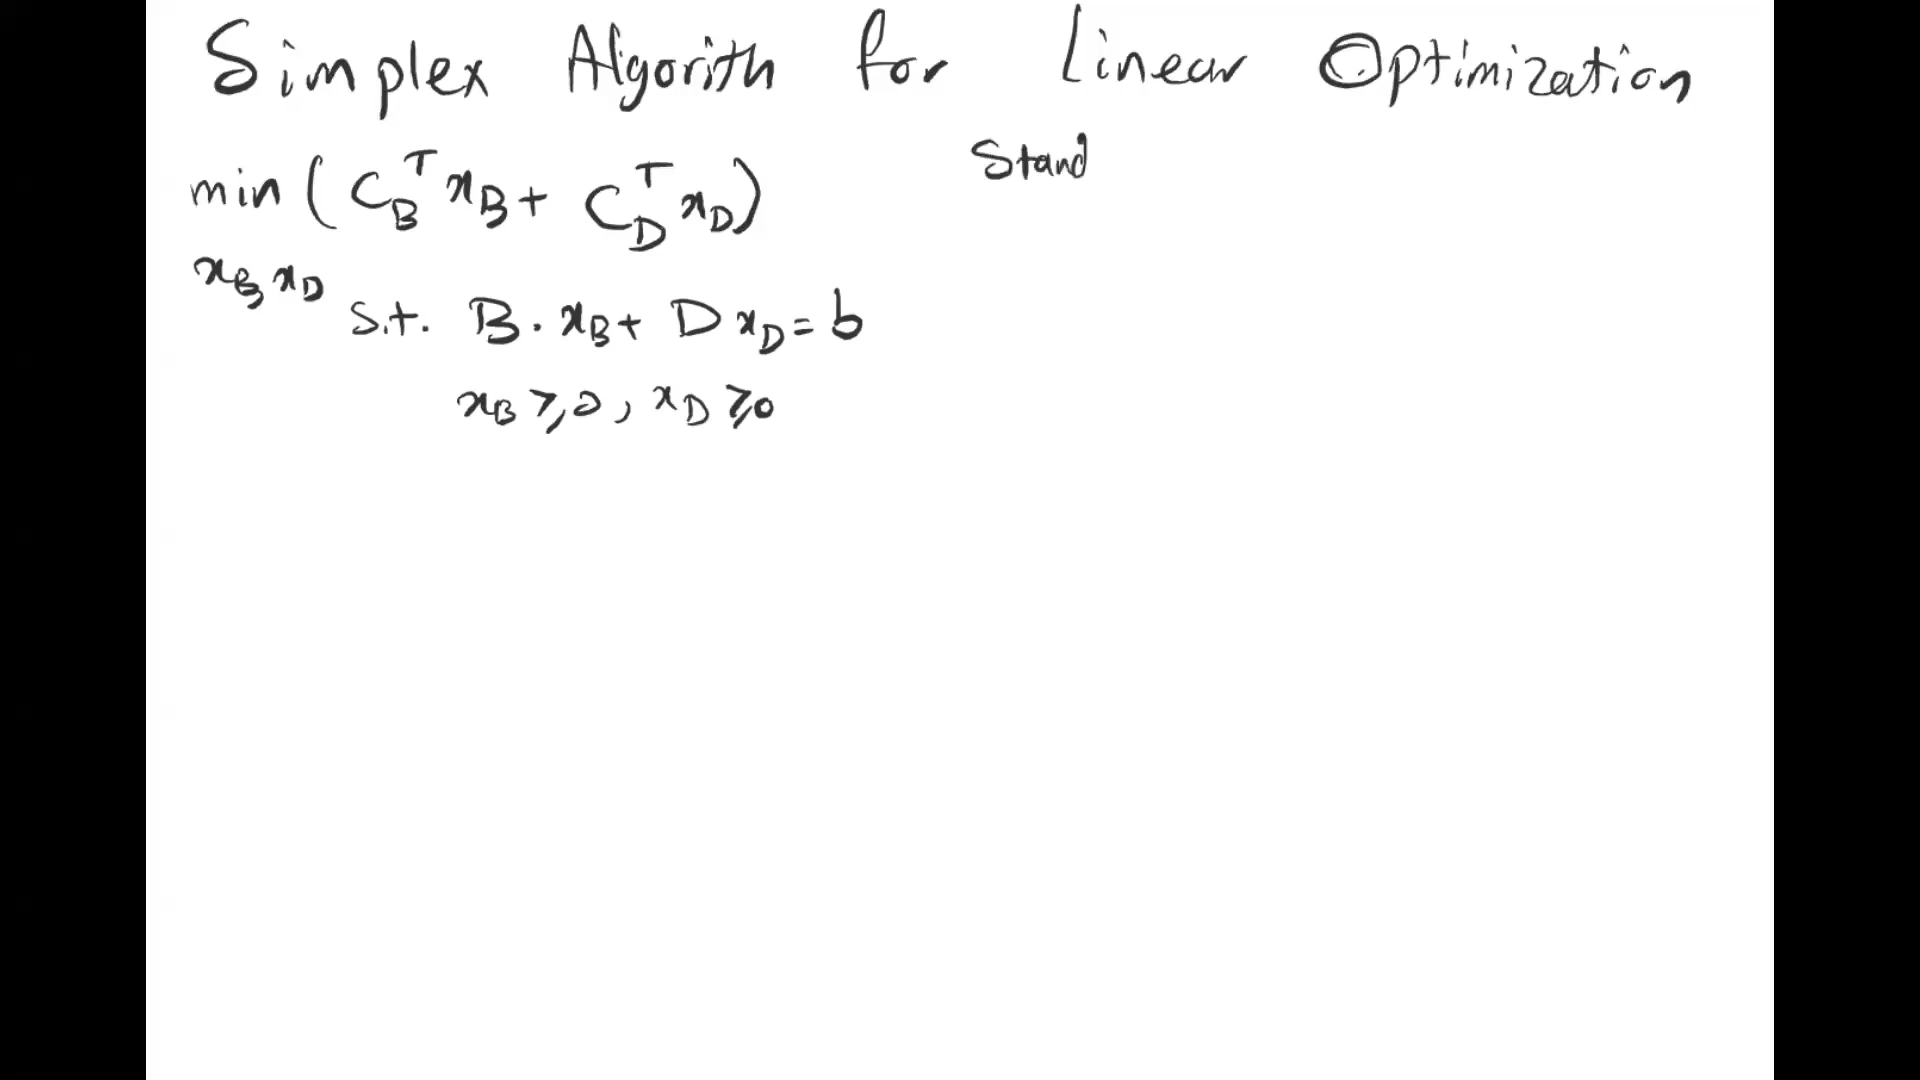 Simplex Algorith for Linear Optimization
min ( C_B^T x_B + C_D^T x_D ) Stand
x_B, x_D
s.t. B . x_B + D x_D = b
x_B ⩾ 0 , x_D ⩾ 0